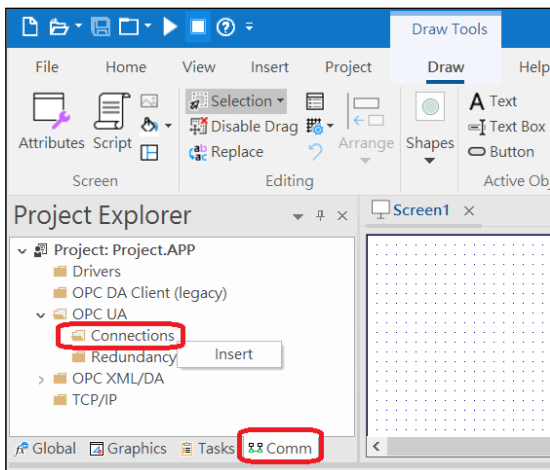 Draw Tools
File Home View Insert Project Draw Help
Selection
Disable Drag
Replace
Attributes Script
Arrange
Shapes
A Text
Text Box
Button
Screen Editing Active Obj
Project Explorer
Screen1
Project: Project.APP
Drivers
OPC DA Client (legacy)
OPC UA
Connections
Redundancy
Insert
OPC XML/DA
TCP/IP
Global Graphics Tasks Comm